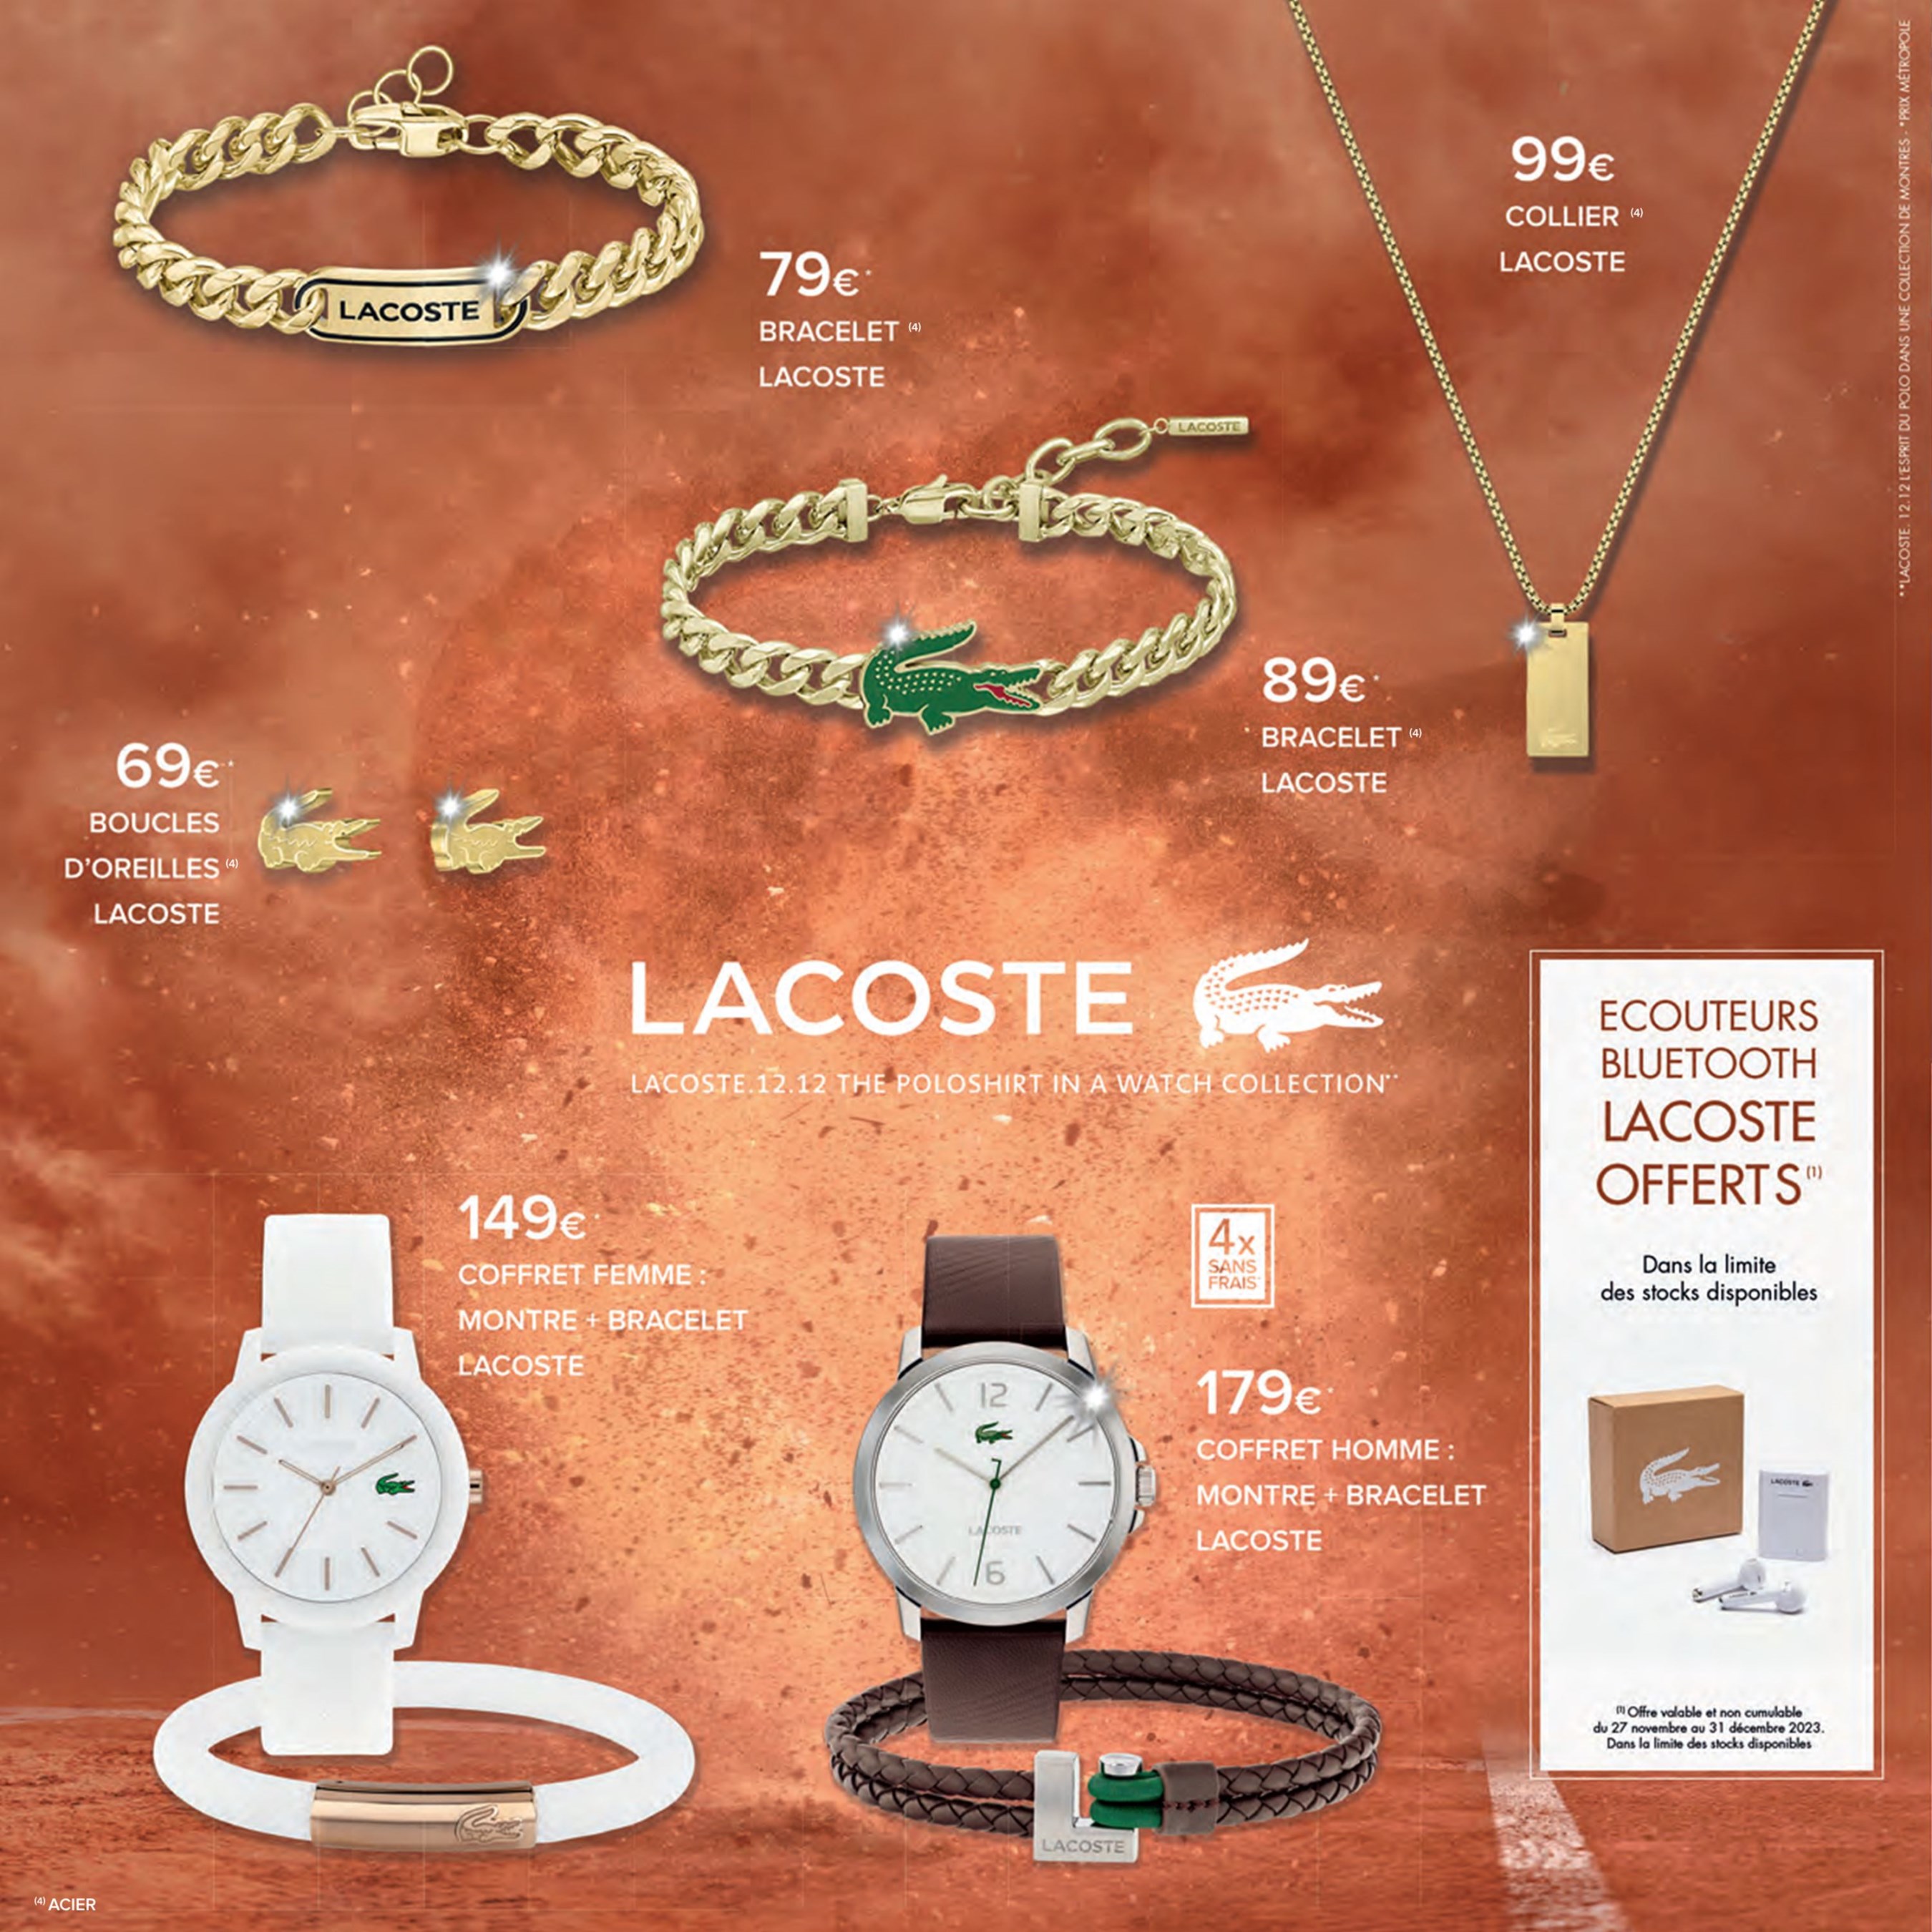 LACOSTE
79€*
BRACELET (4)
LACOSTE
99€
COLLIER (4)
LACOSTE
**LACOSTE. 12.12 L'ESPRIT DU POLO DANS UNE COLLECTION DE MONTRES - *PRIX MÉTROPOLE
LACOSTE
89€*
BRACELET (4)
LACOSTE
69€*
BOUCLES
D'OREILLES (4)
LACOSTE
LACOSTE
LACOSTE.12.12 THE POLOSHIRT IN A WATCH COLLECTION**
ECOUTEURS
BLUETOOTH
LACOSTE
OFFERTS(1)
Dans la limite
des stocks disponibles
LACOSTE
(1) Offre valable et non cumulable
du 27 novembre au 31 décembre 2023.
Dans la limite des stocks disponibles
149€*
COFFRET FEMME :
MONTRE + BRACELET
LACOSTE
4x
SANS
FRAIS
12
LACOSTE
6
179€*
COFFRET HOMME :
MONTRE + BRACELET
LACOSTE
LACOSTE
(4) ACIER